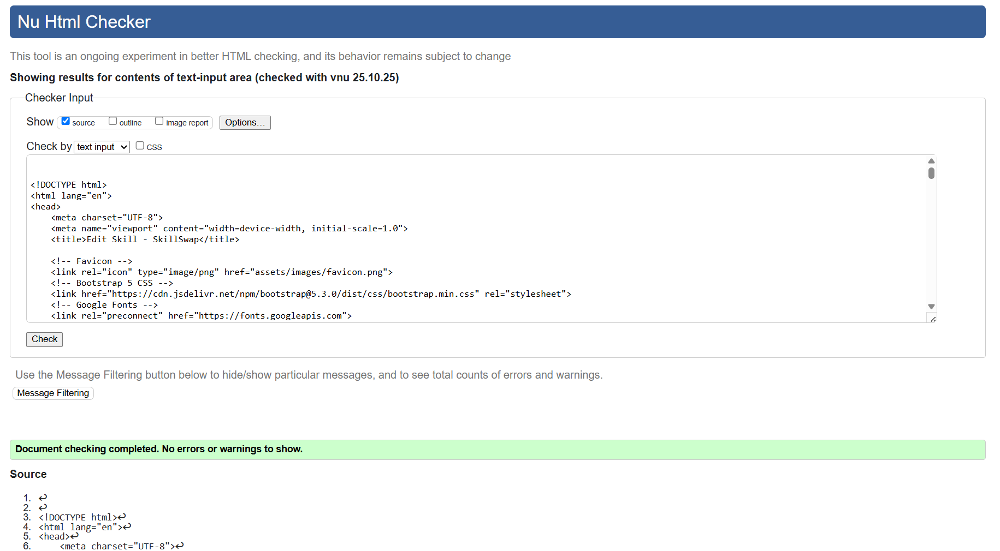 Nu Html Checker
This tool is an ongoing experiment in better HTML checking, and its behavior remains subject to change
Showing results for contents of text-input area (checked with vnu 25.10.25)
Checker Input
Show source outline image report Options…
Check by text input CSS
<!DOCTYPE html>
<html lang="en">
<head>
    <meta charset="UTF-8">
    <meta name="viewport" content="width=device-width, initial-scale=1.0">
    <title>Edit Skill - SkillSwap</title>
    <!-- Favicon -->
    <link rel="icon" type="image/png" href="assets/images/favicon.png">
    <!-- Bootstrap 5 CSS -->
    <link href="https://cdn.jsdelivr.net/npm/bootstrap@5.3.0/dist/css/bootstrap.min.css" rel="stylesheet">
    <!-- Google Fonts -->
    <link rel="preconnect" href="https://fonts.googleapis.com">
Check
Use the Message Filtering button below to hide/show particular messages, and to see total counts of errors and warnings.
Message Filtering
Document checking completed. No errors or warnings to show.
Source
1. ↩
2. ↩
3. <!DOCTYPE html>↩
4. <html lang="en">↩
5. <head>↩
6.     <meta charset="UTF-8">↩